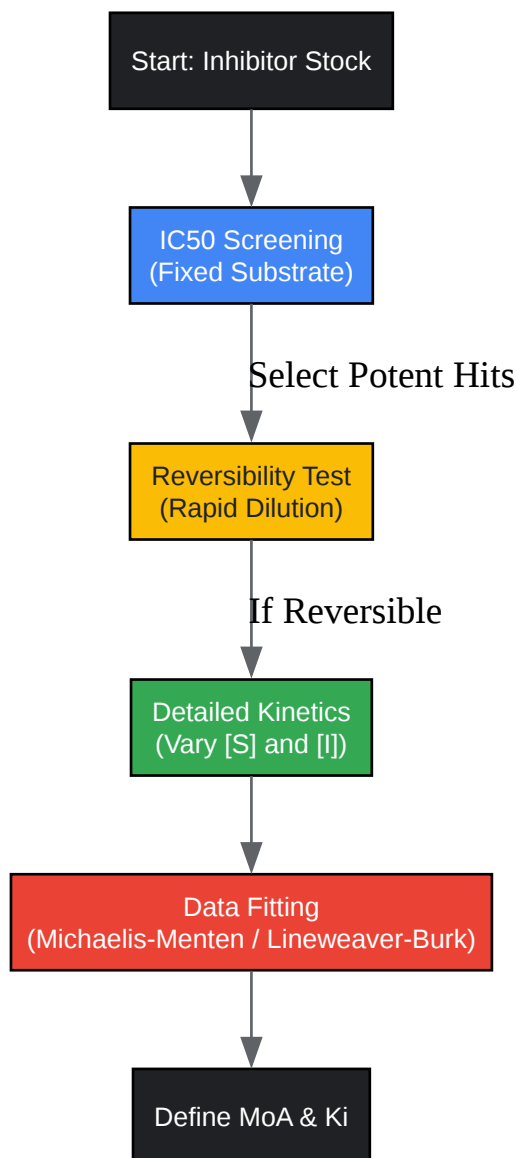 Start: Inhibitor Stock
IC50 Screening
(Fixed Substrate)
Select Potent Hits
Reversibility Test
(Rapid Dilution)
If Reversible
Detailed Kinetics
(Vary [S] and [I])
Data Fitting
(Michaelis-Menten / Lineweaver-Burk)
Define MoA & Ki